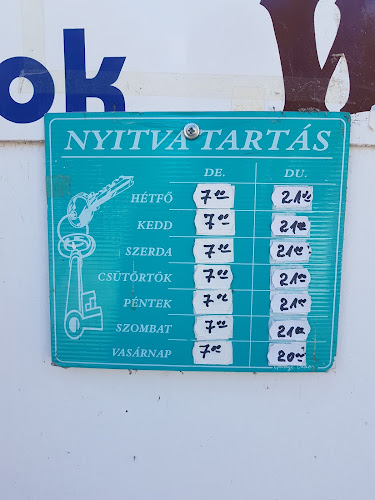 ok
NYITVA TARTÁS
DE. DU.
HÉTFŐ 7⁰⁰ 21⁰⁰
KEDD 7⁰⁰ 21⁰⁰
SZERDA 7⁰⁰ 21⁰⁰
CSÜTÖRTÖK 7⁰⁰ 21⁰⁰
PÉNTEK 7⁰⁰ 21⁰⁰
SZOMBAT 7⁰⁰ 21⁰⁰
VASÁRNAP 7⁰⁰ 20⁰⁰